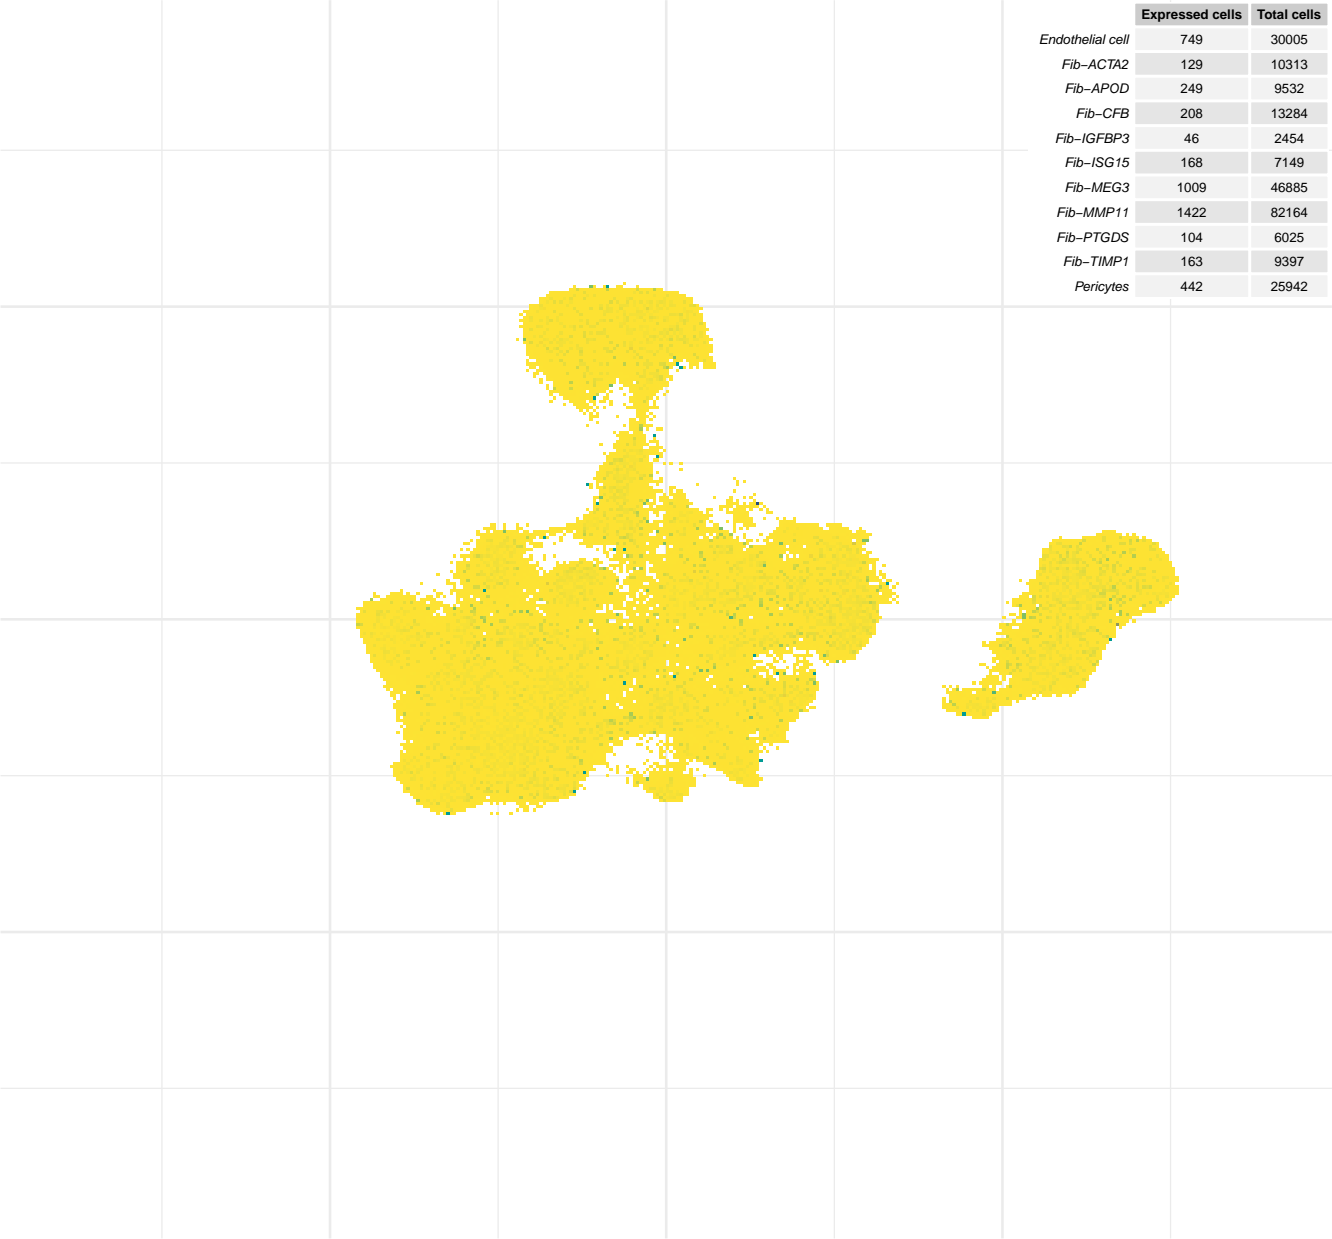 Expressed cells Total cells
Endothelial cell 749 30005
Fib−ACTA2 129 10313
Fib−APOD 249 9532
Fib−CFB 208 13284
Fib−IGFBP3 46 2454
Fib−ISG15 168 7149
Fib−MEG3 1009 46885
Fib−MMP11 1422 82164
Fib−PTGDS 104 6025
Fib−TIMP1 163 9397
Pericytes 442 25942